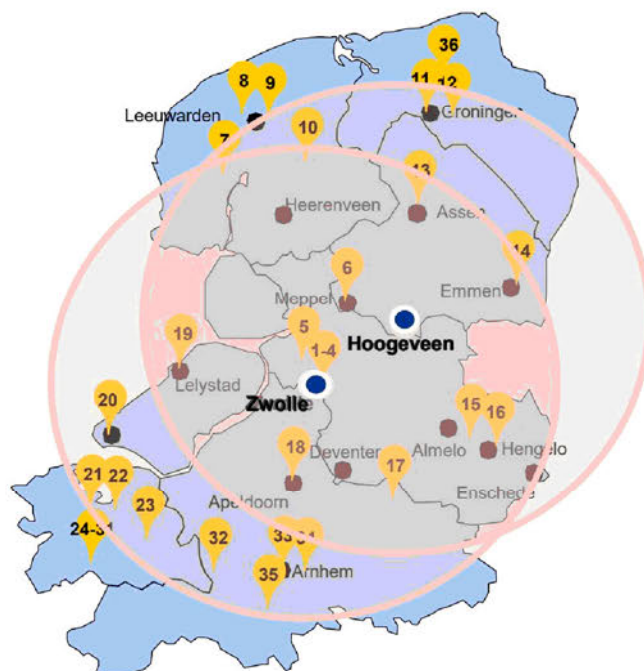 36
8
9
11
12
Leeuwarden
Groningen
7
10
13
Heerenveen
Assen
14
6
Meppel
Emmen
5
Hoogeveen
19
1-4
Lelystad
Zwolle
20
15
16
Almelo
Hengelo
18
Deventer
17
Enschede
21
22
Apeldoorn
23
24-31
32
33
34
Arnhem
35